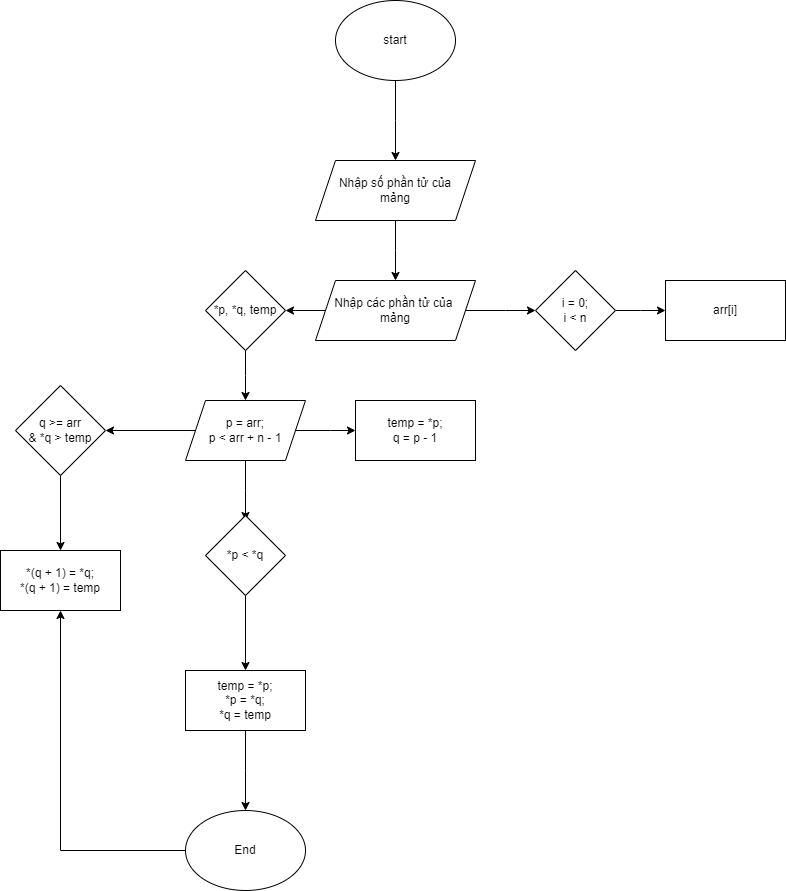 start
Nhập số phần tử của
mảng
*p, *q, temp
Nhập các phần tử của
mảng
i = 0;
i < n
arr[i]
q >= arr
& *q > temp
p = arr;
p < arr + n - 1
temp = *p;
q = p - 1
*p < *q
*(q + 1) = *q;
*(q + 1) = temp
temp = *p;
*p = *q;
*q = temp
End